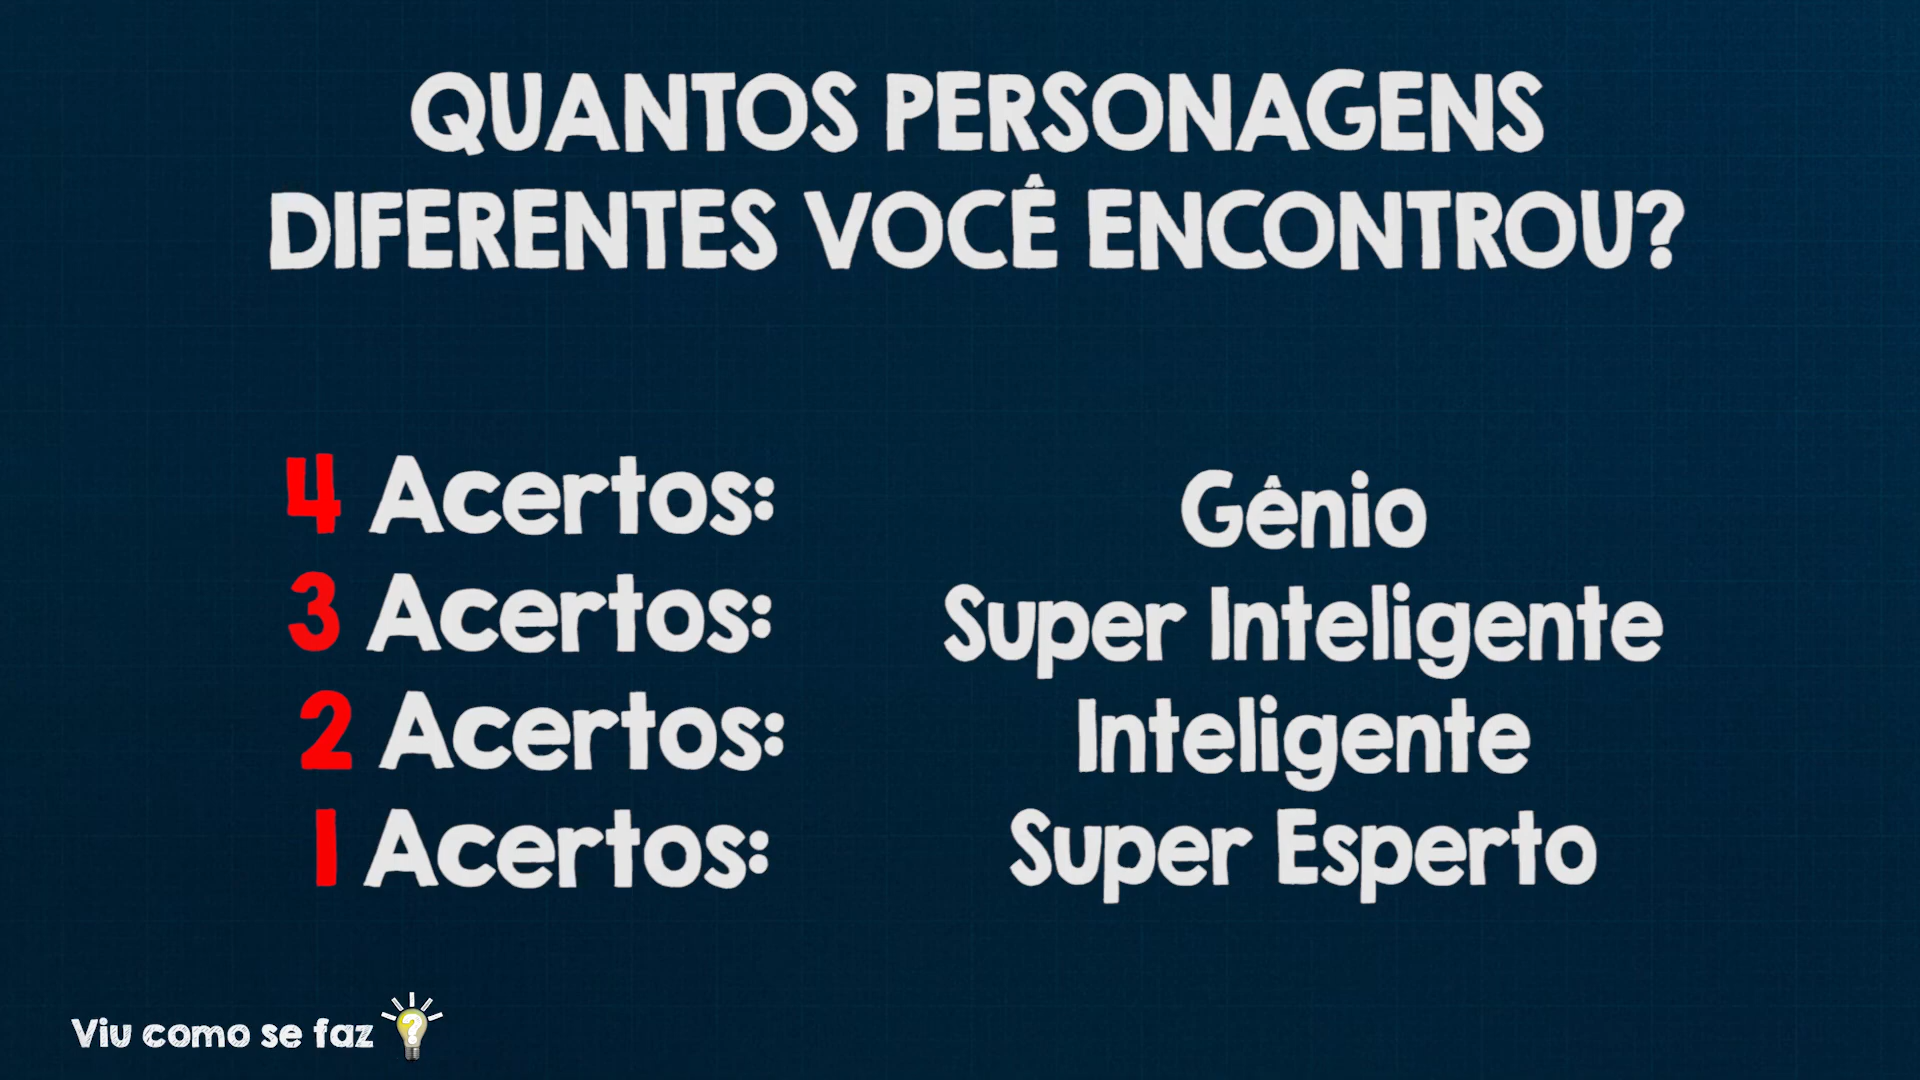 QUANTOS PERSONAGENS
DIFERENTES VOCÊ ENCONTROU?
4 Acertos: Gênio
3 Acertos: Super Inteligente
2 Acertos: Inteligente
1 Acertos: Super Esperto
Viu como se faz ?